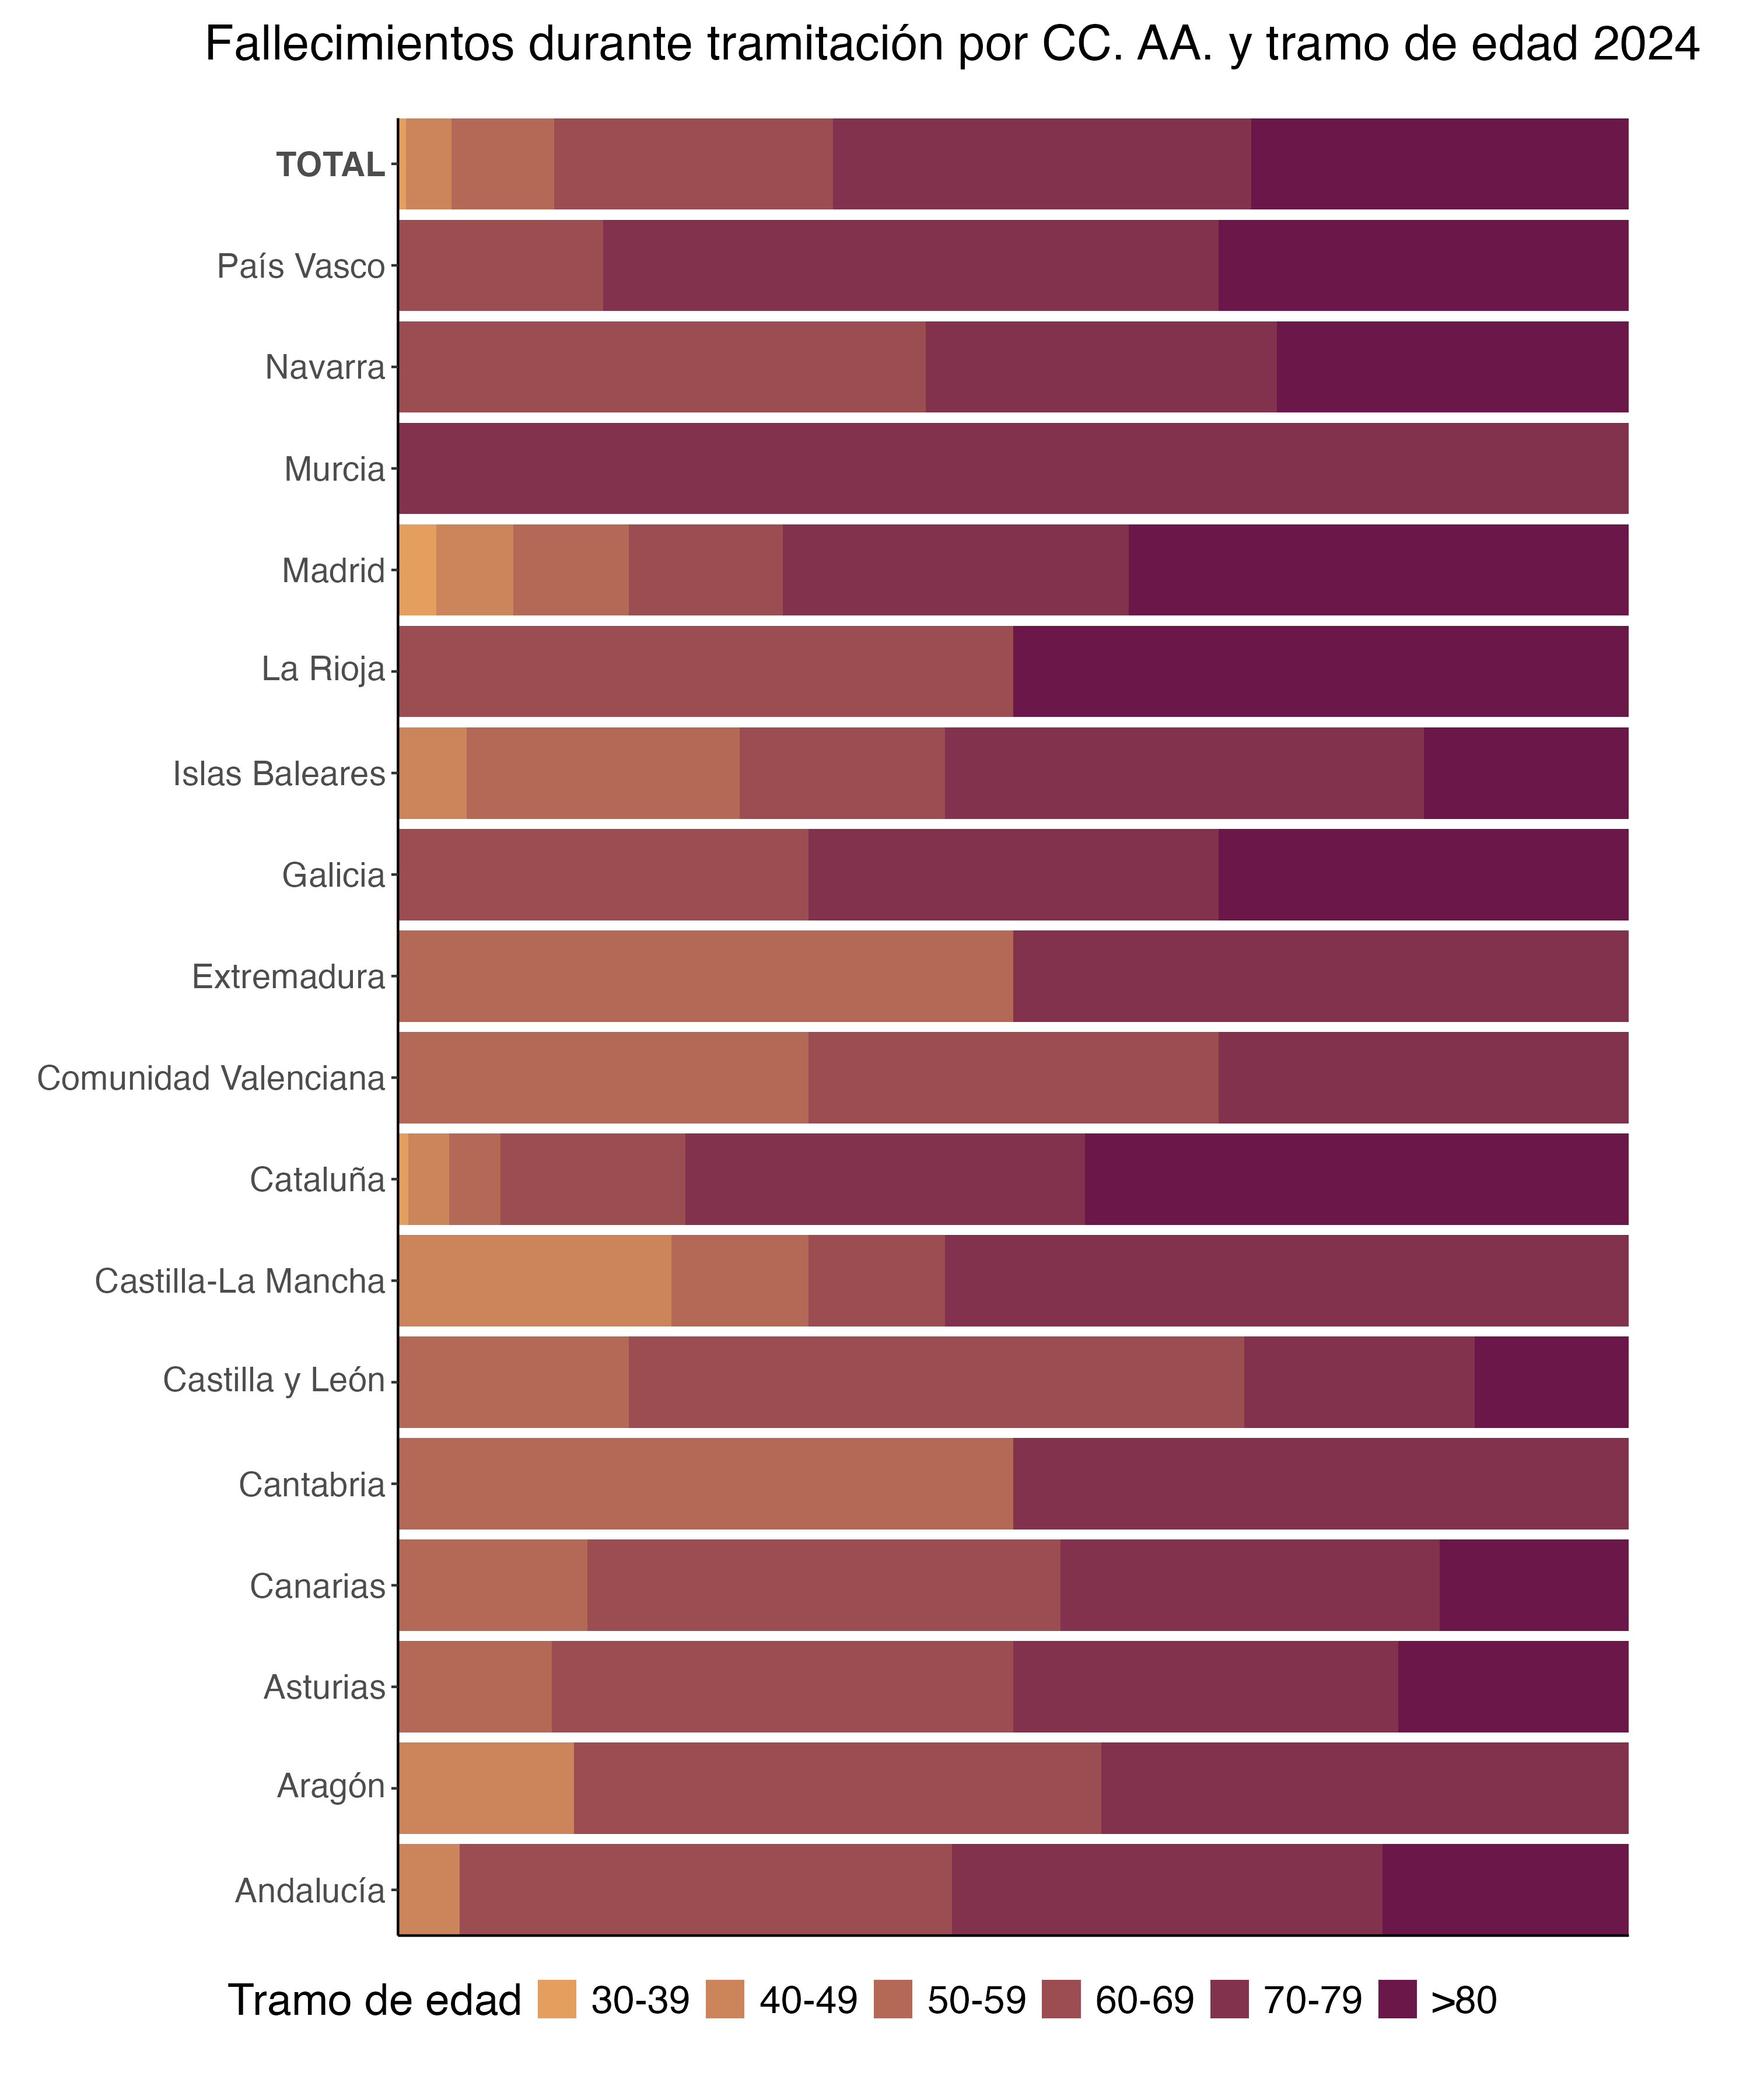 Fallecimientos durante tramitación por CC. AA. y tramo de edad 2024
TOTAL
País Vasco
Navarra
Murcia
Madrid
La Rioja
Islas Baleares
Galicia
Extremadura
Comunidad Valenciana
Cataluña
Castilla-La Mancha
Castilla y León
Cantabria
Canarias
Asturias
Aragón
Andalucía
Tramo de edad 30-39 40-49 50-59 60-69 70-79 >80